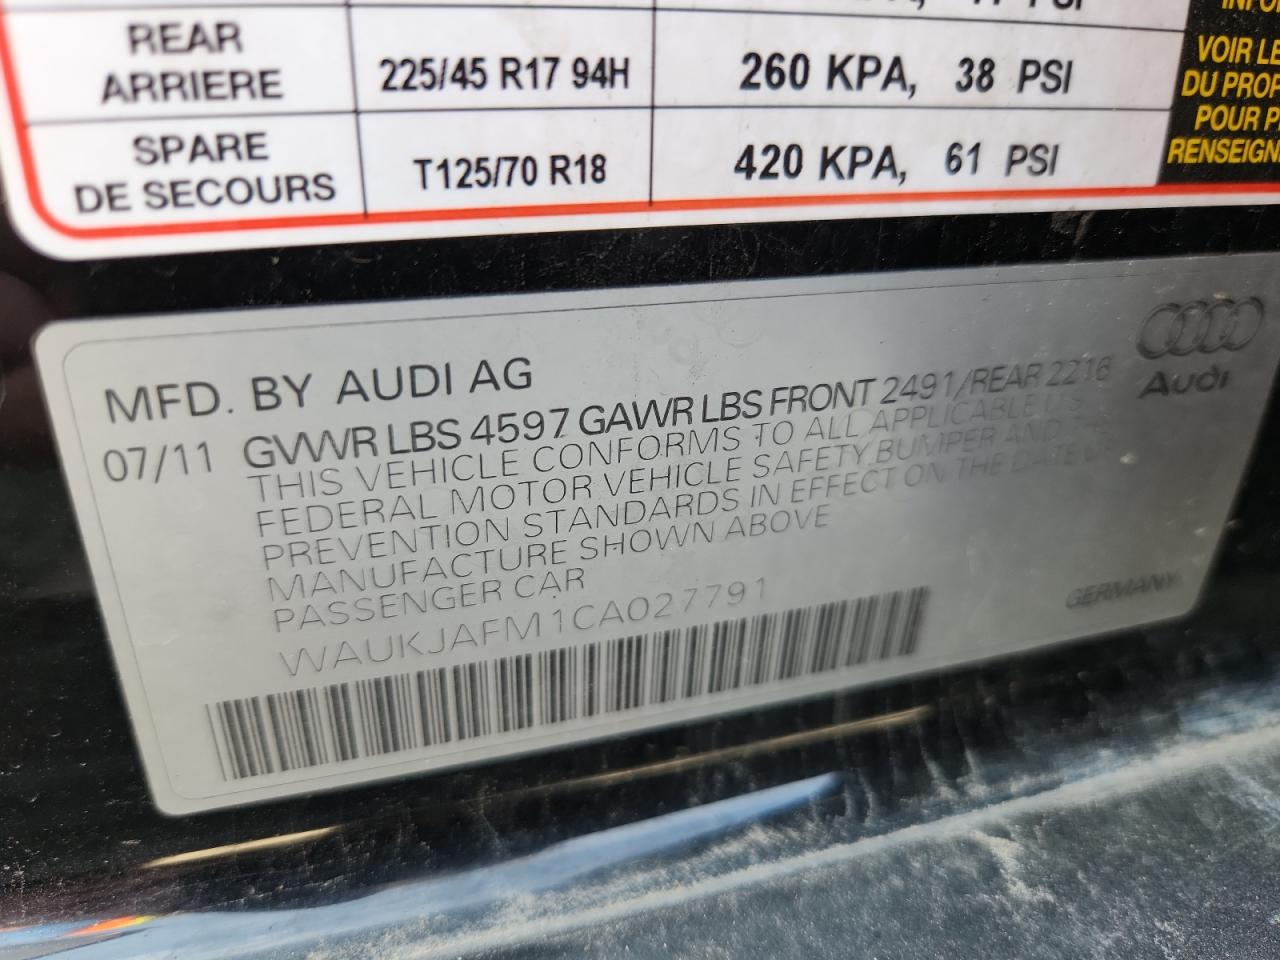 PSI
REAR
ARRIERE
225/45 R17 94H
260 KPA, 38 PSI
SPARE
DE SECOURS
T125/70 R18
420 KPA, 61 PSI
VOIR LE
DU PROP
POUR P
RENSEIGN
Audi
MFD. BY AUDI AG
07/11 GVWR LBS 4597 GAWR LBS FRONT 2491/REAR 2216
THIS VEHICLE CONFORMS TO ALL APPLICABLE U.S.
FEDERAL MOTOR VEHICLE SAFETY BUMPER AND
PREVENTION STANDARDS IN EFFECT ON THE DATE OF
MANUFACTURE SHOWN ABOVE
PASSENGER CAR
WAUKJAFM1CA027791
GERMANY